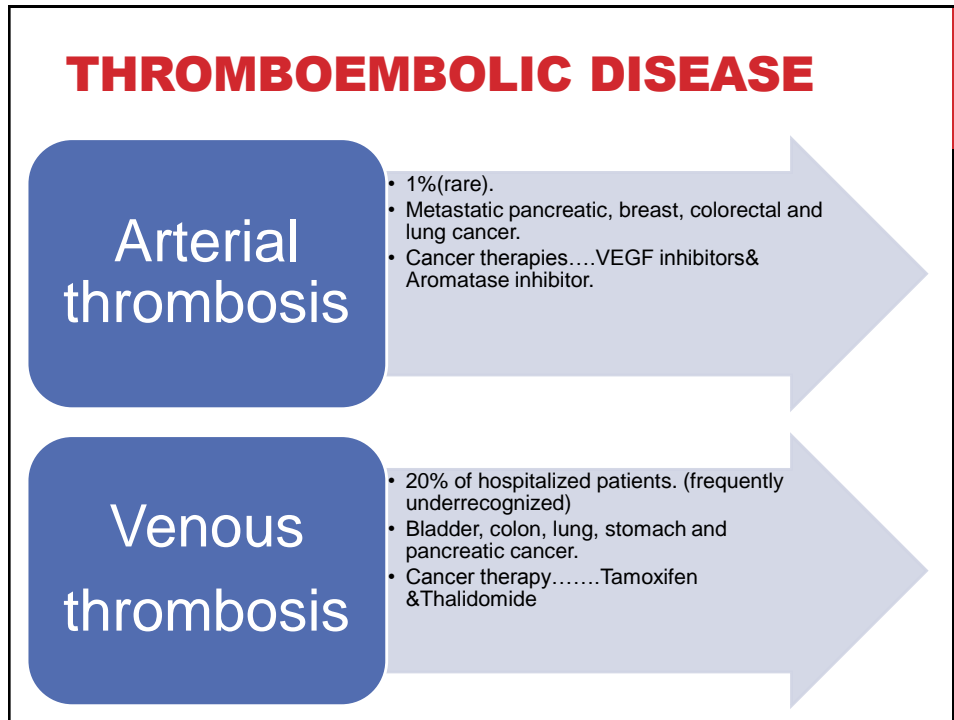 THROMBOEMBOLIC DISEASE
Arterial
thrombosis
• 1%(rare).
• Metastatic pancreatic, breast, colorectal and
lung cancer.
• Cancer therapies….VEGF inhibitors&
Aromatase inhibitor.
Venous
thrombosis
• 20% of hospitalized patients. (frequently
underrecognized)
• Bladder, colon, lung, stomach and
pancreatic cancer.
• Cancer therapy…….Tamoxifen
&Thalidomide